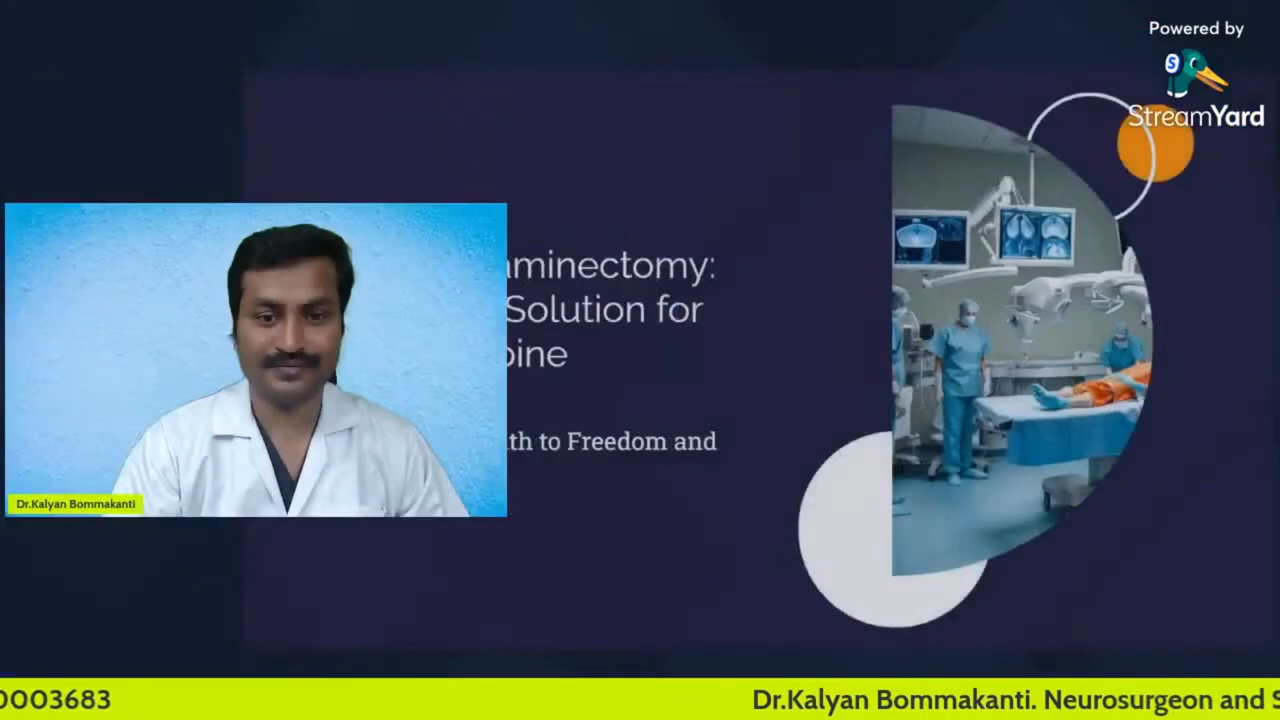 Powered by
StreamYard
aminectomy:
Solution for
pine
th to Freedom and
Dr.Kalyan Bommakanti
0003683
Dr.Kalyan Bommakanti. Neurosurgeon and S